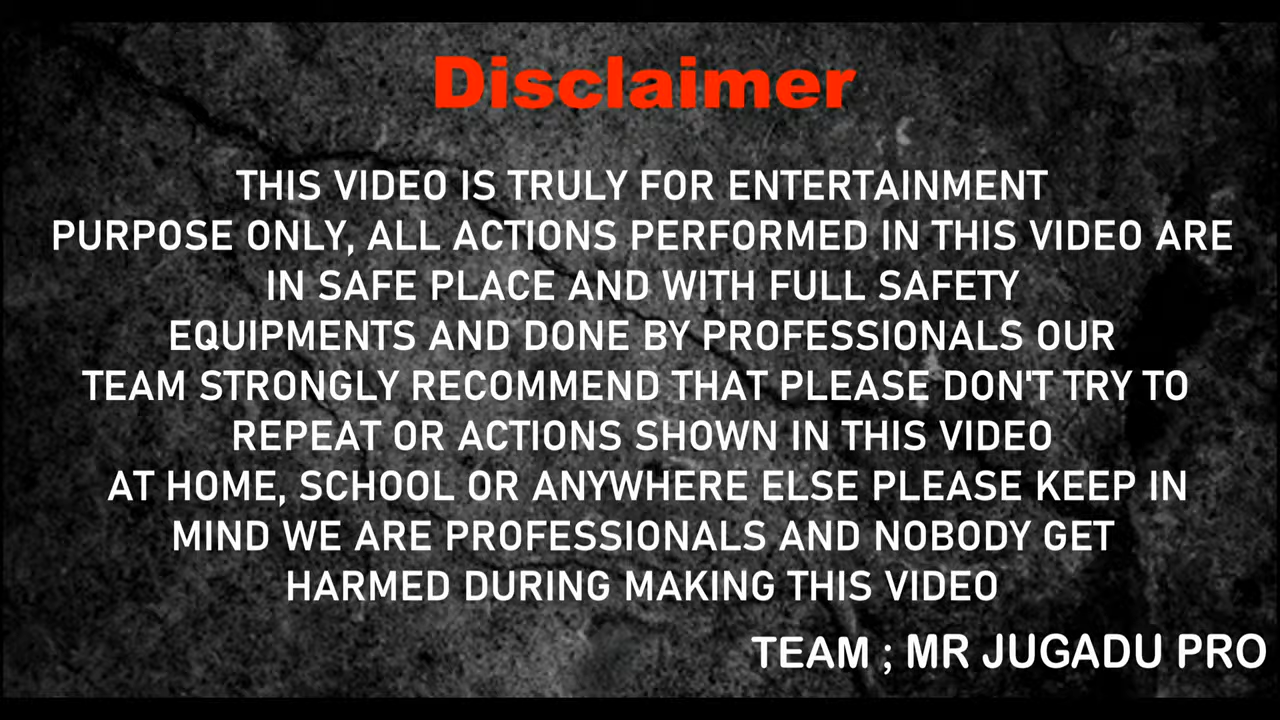 Disclaimer
THIS VIDEO IS TRULY FOR ENTERTAINMENT
PURPOSE ONLY, ALL ACTIONS PERFORMED IN THIS VIDEO ARE
IN SAFE PLACE AND WITH FULL SAFETY
EQUIPMENTS AND DONE BY PROFESSIONALS OUR
TEAM STRONGLY RECOMMEND THAT PLEASE DON'T TRY TO
REPEAT OR ACTIONS SHOWN IN THIS VIDEO
AT HOME, SCHOOL OR ANYWHERE ELSE PLEASE KEEP IN
MIND WE ARE PROFESSIONALS AND NOBODY GET
HARMED DURING MAKING THIS VIDEO
TEAM ; MR JUGADU PRO